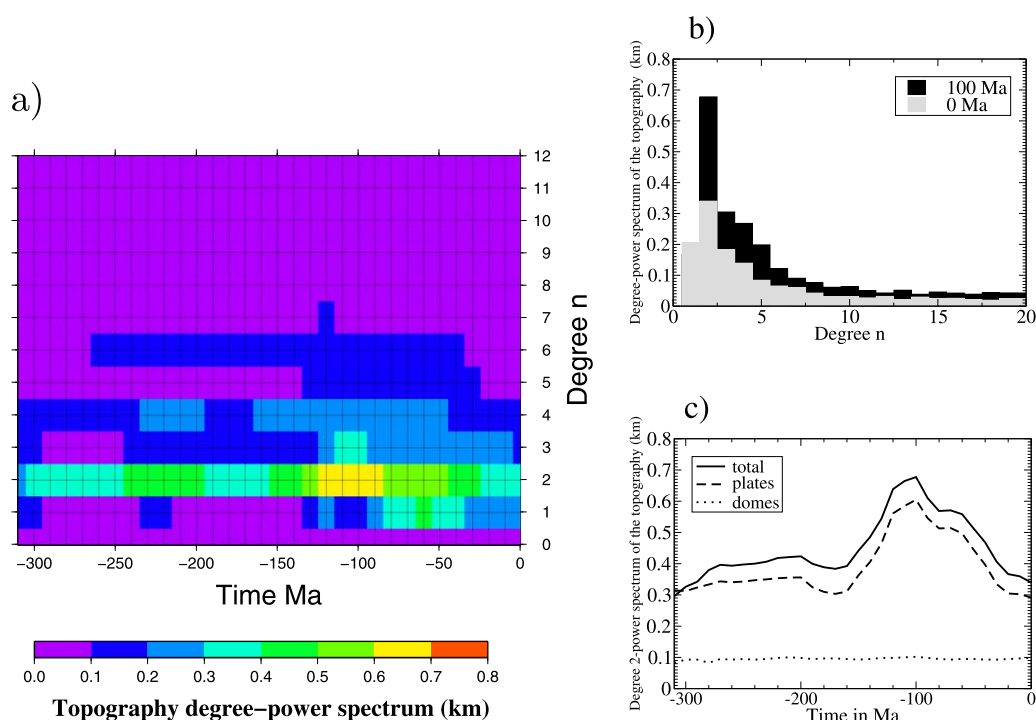 a)
12
11
10
9
8
7
6
5
4
3
2
1
0
Degree n
−300 −250 −200 −150 −100 −50 0
Time Ma
0.0 0.1 0.2 0.3 0.4 0.5 0.6 0.7 0.8
Topography degree−power spectrum (km)
b)
Degree-power spectrum of the topography (km)
0.8
0.7
0.6
0.5
0.4
0.3
0.2
0.1
0
100 Ma
0 Ma
0 5 10 15 20
Degree n
c)
Degree 2-power spectrum of the topography (km)
0.8
0.7
0.6
0.5
0.4
0.3
0.2
0.1
0
total
plates
domes
-300 -200 -100 0
Time in Ma